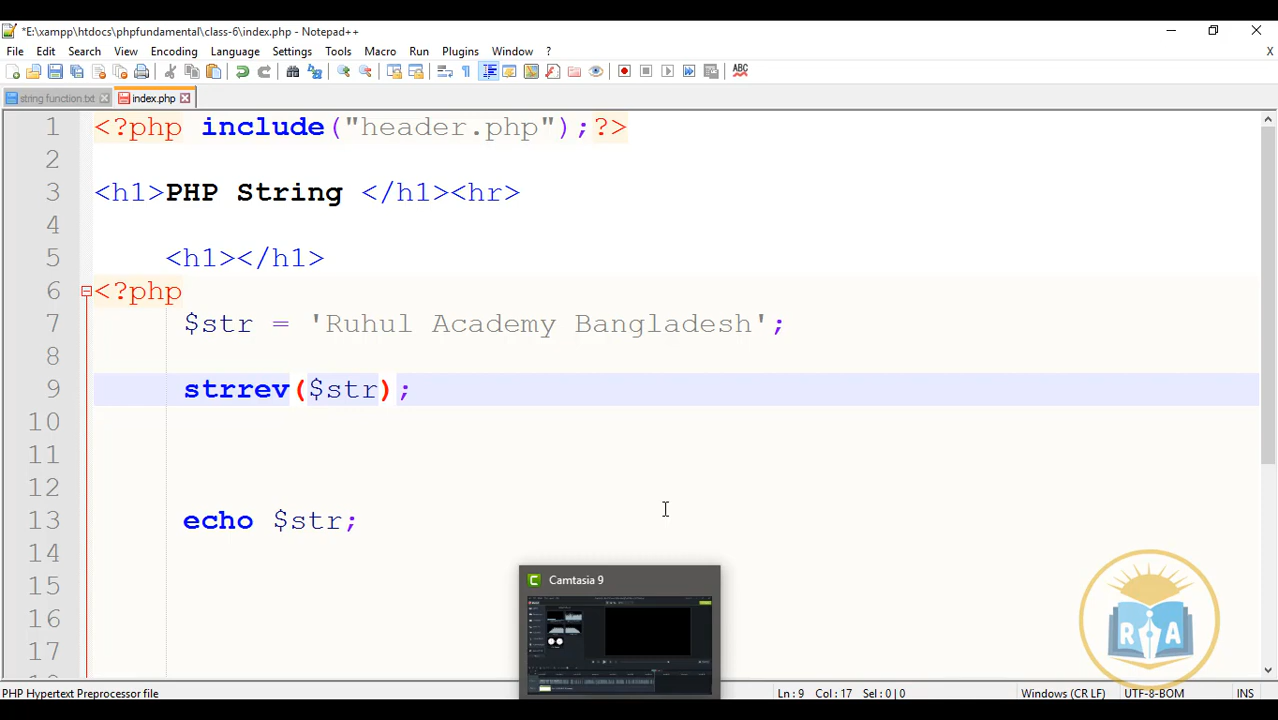 *E:\xampp\htdocs\phpfundamental\class-6\index.php - Notepad++
File Edit Search View Encoding Language Settings Tools Macro Run Plugins Window ? X
string function.txt index.php
1 <?php include("header.php");?>
2
3 <h1>PHP String </h1><hr>
4
5 <h1></h1>
6 <?php
7 $str = 'Ruhul Academy Bangladesh';
8
9 strrev($str);
10
11
12
13 echo $str;
14
15
16
17
Camtasia 9
R A
PHP Hypertext Preprocessor file Ln : 9 Col : 17 Sel : 0 | 0 Windows (CR LF) UTF-8-BOM INS